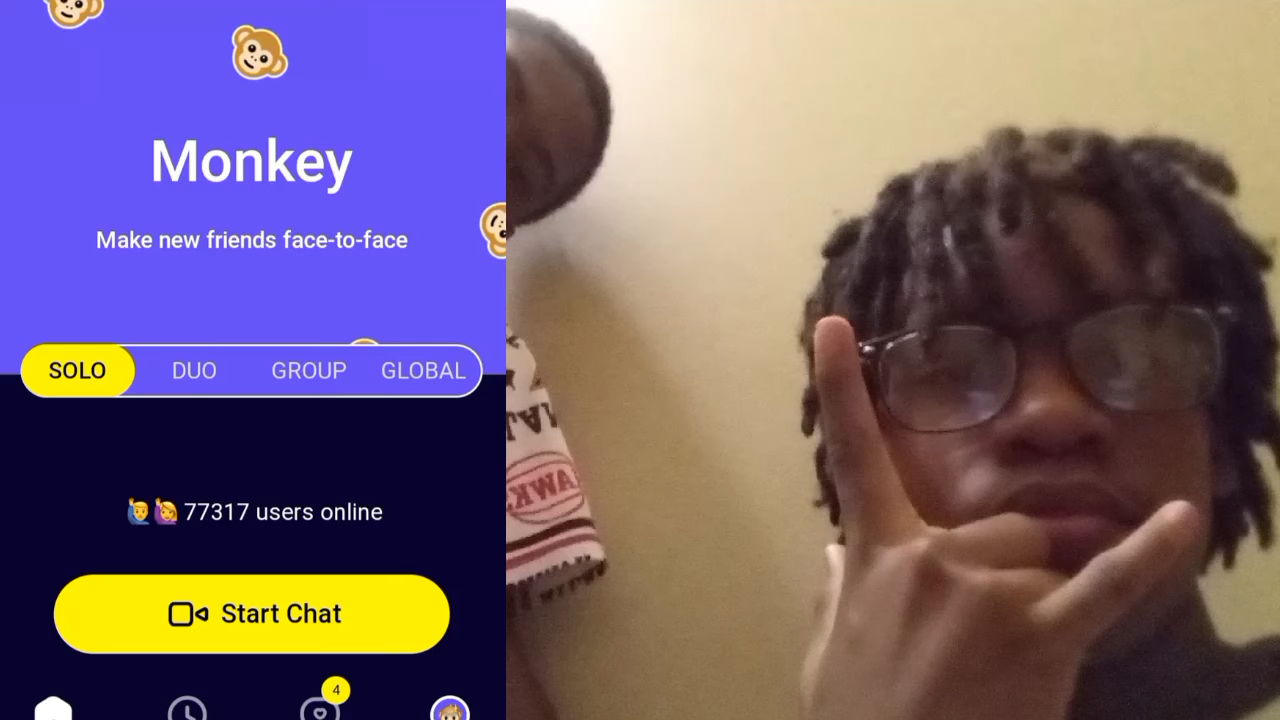 Monkey
Make new friends face-to-face
SOLO DUO GROUP GLOBAL
77317 users online
Start Chat
4